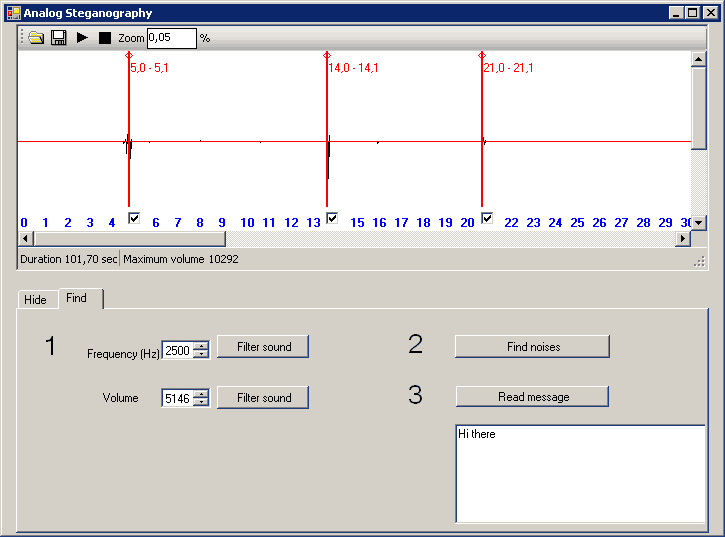 Analog Steganography
Zoom 0,05 %
5,0 - 5,1 14,0 - 14,1 21,0 - 21,1
0 1 2 3 4 6 7 8 9 10 11 12 13 15 16 17 18 19 20 22 23 24 25 26 27 28 29 30
Duration 101,70 sec Maximum volume 10292
Hide Find
1 Frequency (Hz) 2500 Filter sound 2 Find noises
Volume 5146 Filter sound 3 Read message
Hi there